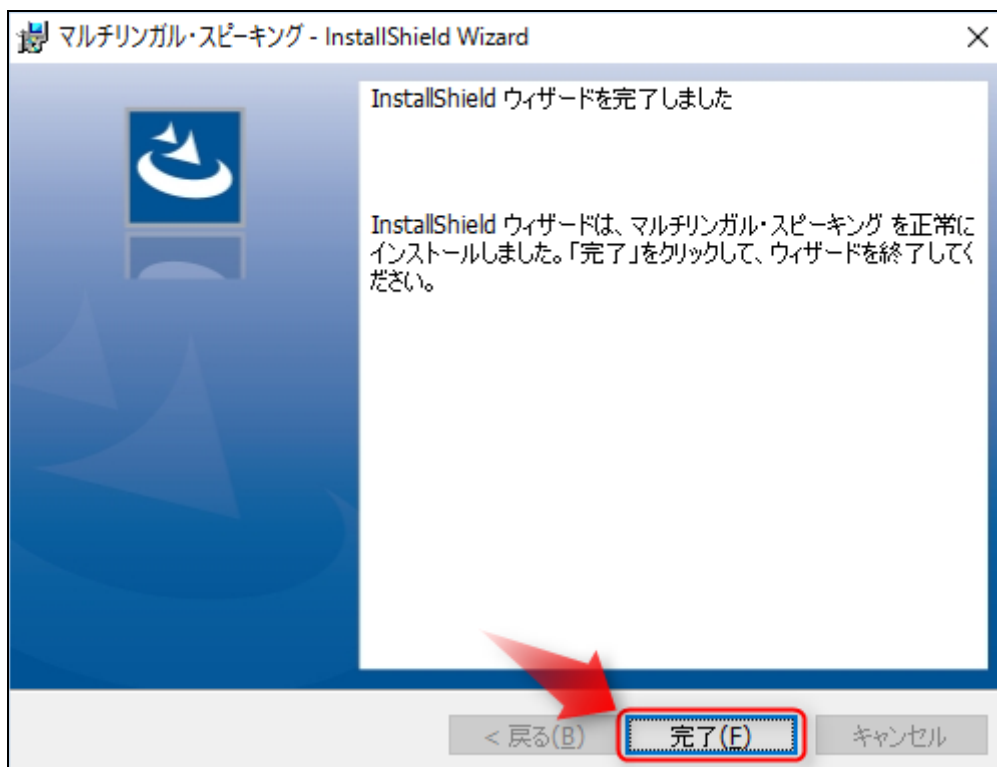 マルチリンガル・スピーキング - InstallShield Wizard
InstallShield ウィザードを完了しました
InstallShield ウィザードは、マルチリンガル・スピーキング を正常に
インストールしました。「完了」をクリックして、ウィザードを終了してく
ださい。
< 戻る(B) 完了(F) キャンセル